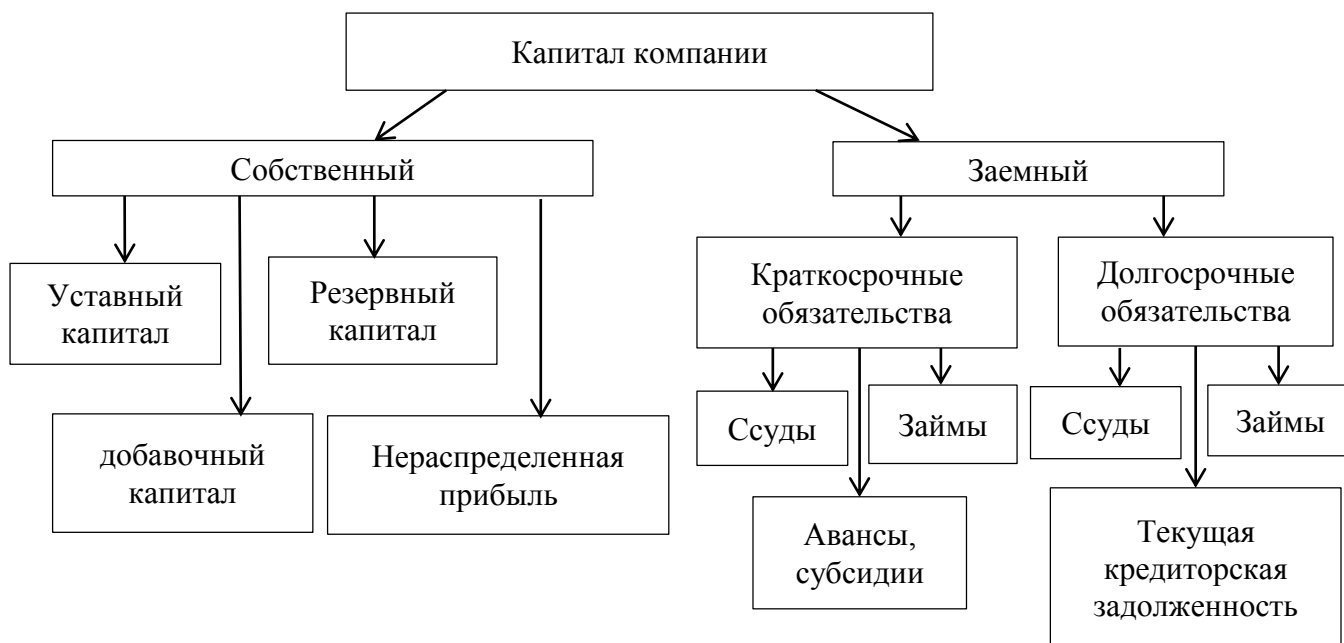 Капитал компании
Собственный
Заемный
Уставный
капитал
Резервный
капитал
добавочный
капитал
Нераспределенная
прибыль
Краткосрочные
обязательства
Долгосрочные
обязательства
Ссуды
Займы
Ссуды
Займы
Авансы,
субсидии
Текущая
кредиторская
задолженность